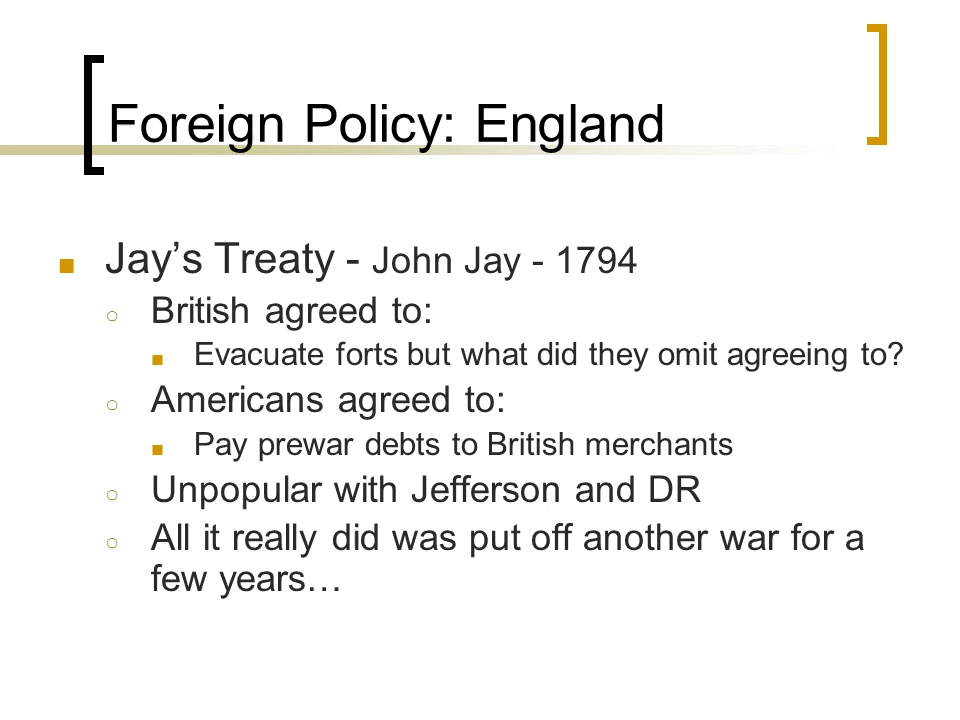 Foreign Policy: England
■ Jay’s Treaty - John Jay - 1794
○ British agreed to:
■ Evacuate forts but what did they omit agreeing to?
○ Americans agreed to:
■ Pay prewar debts to British merchants
○ Unpopular with Jefferson and DR
○ All it really did was put off another war for a
few years…